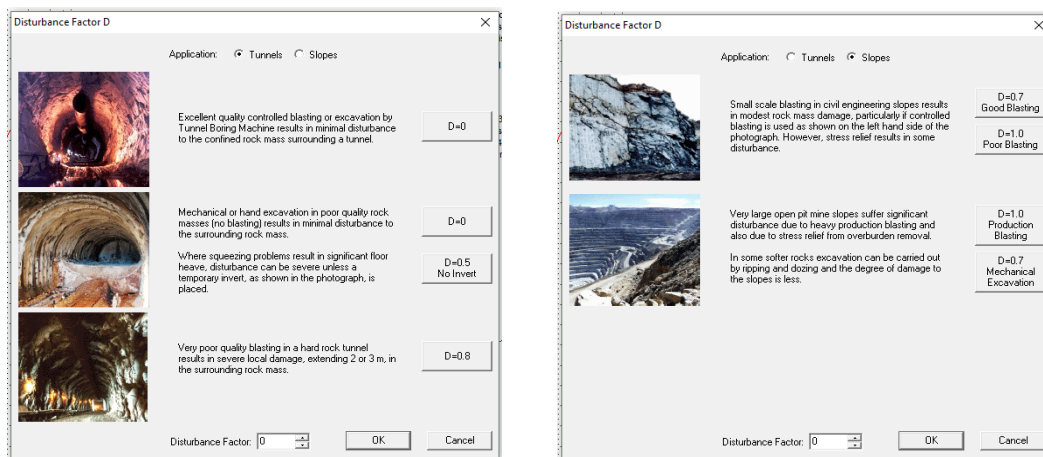 Disturbance Factor D
Application: Tunnels Slopes
Excellent quality controlled blasting or excavation by
Tunnel Boring Machine results in minimal disturbance
to the confined rock mass surrounding a tunnel.
D=0
Mechanical or hand excavation in poor quality rock
masses (no blasting) results in minimal disturbance to
the surrounding rock mass.
D=0
Where squeezing problems result in significant floor
heave, disturbance can be severe unless a
temporary invert, as shown in the photograph, is
placed.
D=0.5
No Invert
Very poor quality blasting in a hard rock tunnel
results in severe local damage, extending 2 or 3 m, in
the surrounding rock mass.
D=0.8
Disturbance Factor: 0
OK
Cancel
Disturbance Factor D
Application: Tunnels Slopes
Small scale blasting in civil engineering slopes results
in modest rock mass damage, particularly if controlled
blasting is used as shown on the left hand side of the
photograph. However, stress relief results in some
disturbance.
D=0.7
Good Blasting
D=1.0
Poor Blasting
Very large open pit mine slopes suffer significant
disturbance due to heavy production blasting and
also due to stress relief from overburden removal.
D=1.0
Production
Blasting
In some softer rocks excavation can be carried out
by ripping and dozing and the degree of damage to
the slopes is less.
D=0.7
Mechanical
Excavation
Disturbance Factor: 0
OK
Cancel